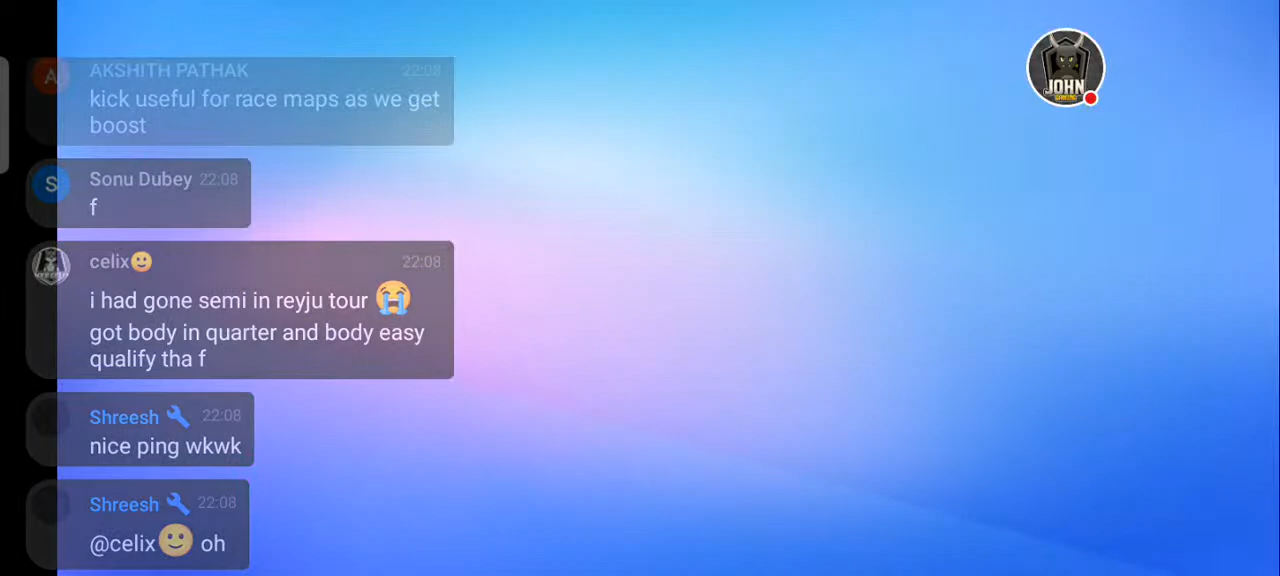 A
AKSHITH PATHAK 22:08
kick useful for race maps as we get
boost
S
Sonu Dubey 22:08
f
celix🙂 22:08
i had gone semi in reyju tour 😭
got body in quarter and body easy
qualify tha f
Shreesh 🔧 22:08
nice ping wkwk
Shreesh 🔧 22:08
@celix🙂 oh
JOHN